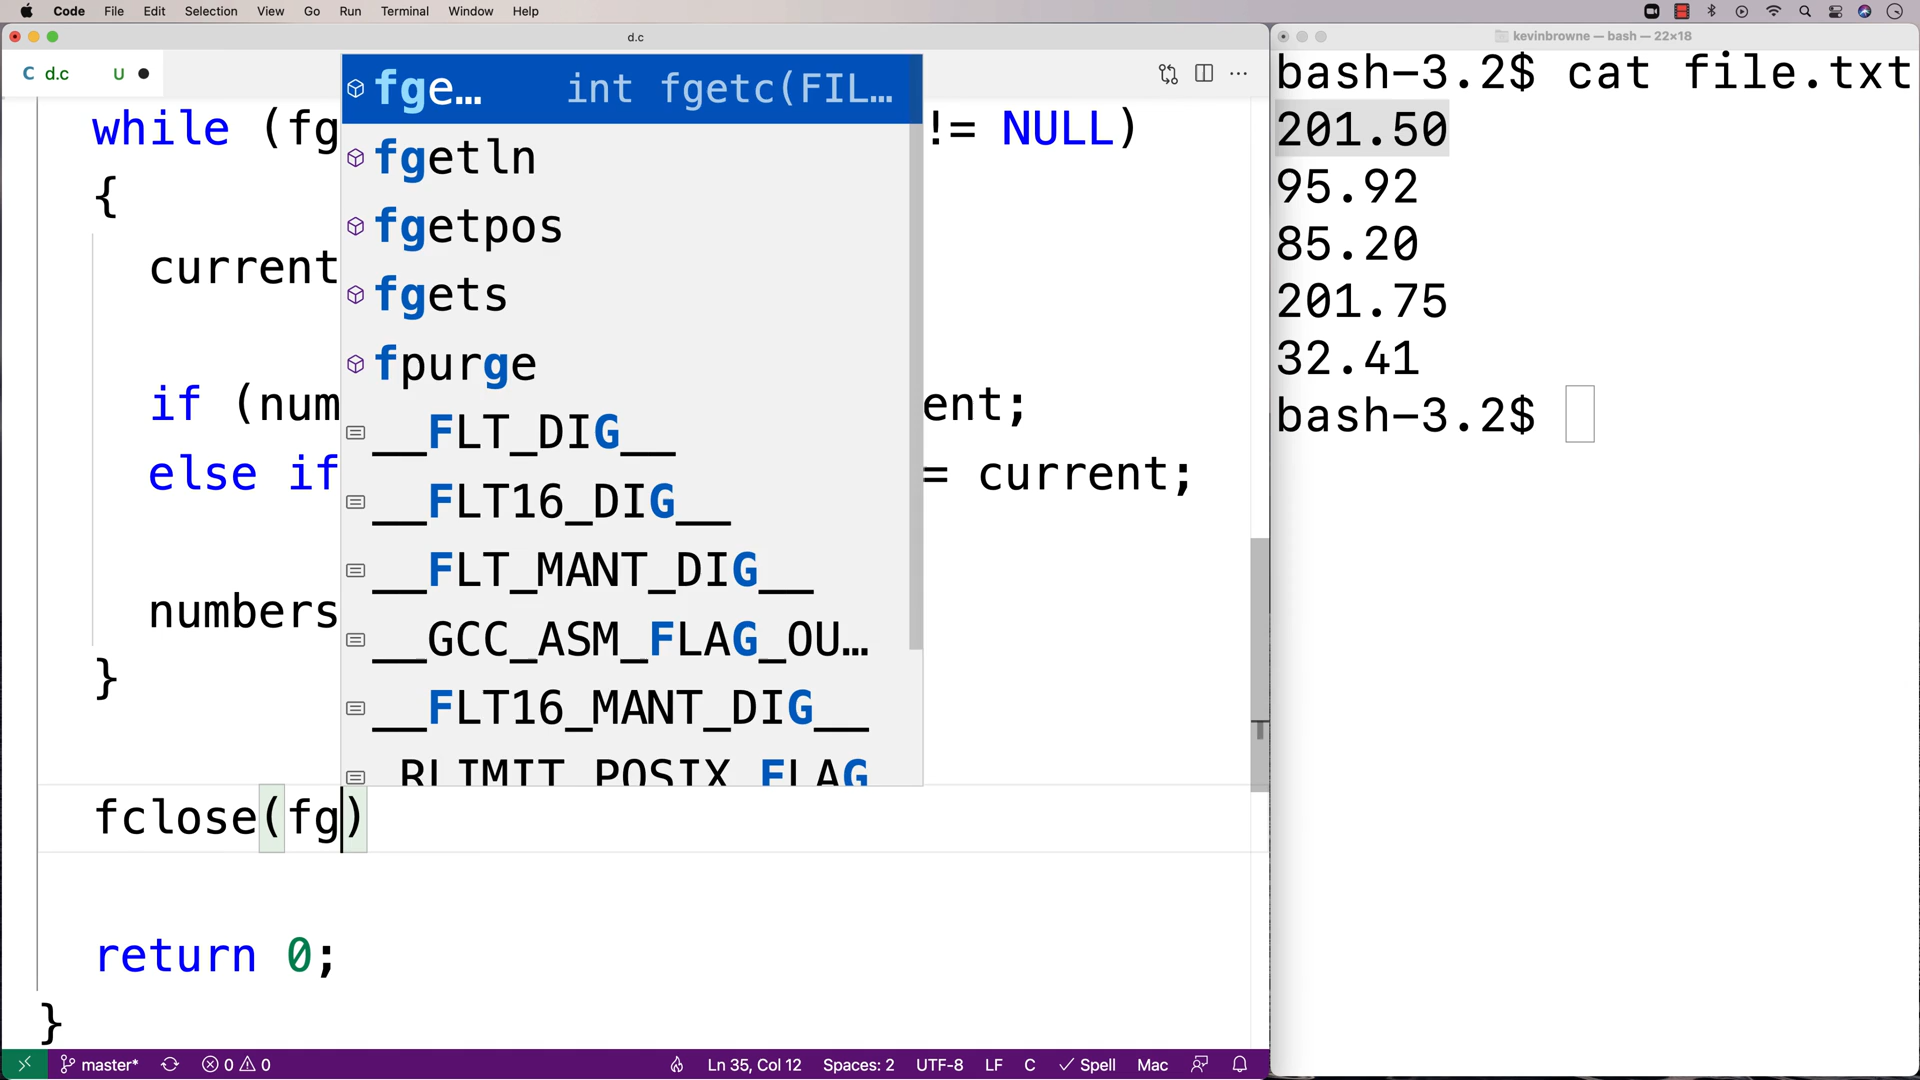 Code File Edit Selection View Go Run Terminal Window Help
d.c
C d.c U
while (fg != NULL)
{
current
if (num ent;
else if = current;
numbers
}
fge… int fgetc(FIL…
fgetln
fgetpos
fgets
fpurge
__FLT_DIG__
__FLT16_DIG__
__FLT_MANT_DIG__
__GCC_ASM_FLAG_OU…
__FLT16_MANT_DIG__
RLIMIT_POSIX_FLAG
fclose(fg)
return 0;
}
master* 0 0 Ln 35, Col 12 Spaces: 2 UTF-8 LF C Spell Mac
kevinbrowne — bash — 22×18
bash-3.2$ cat file.txt
201.50
95.92
85.20
201.75
32.41
bash-3.2$